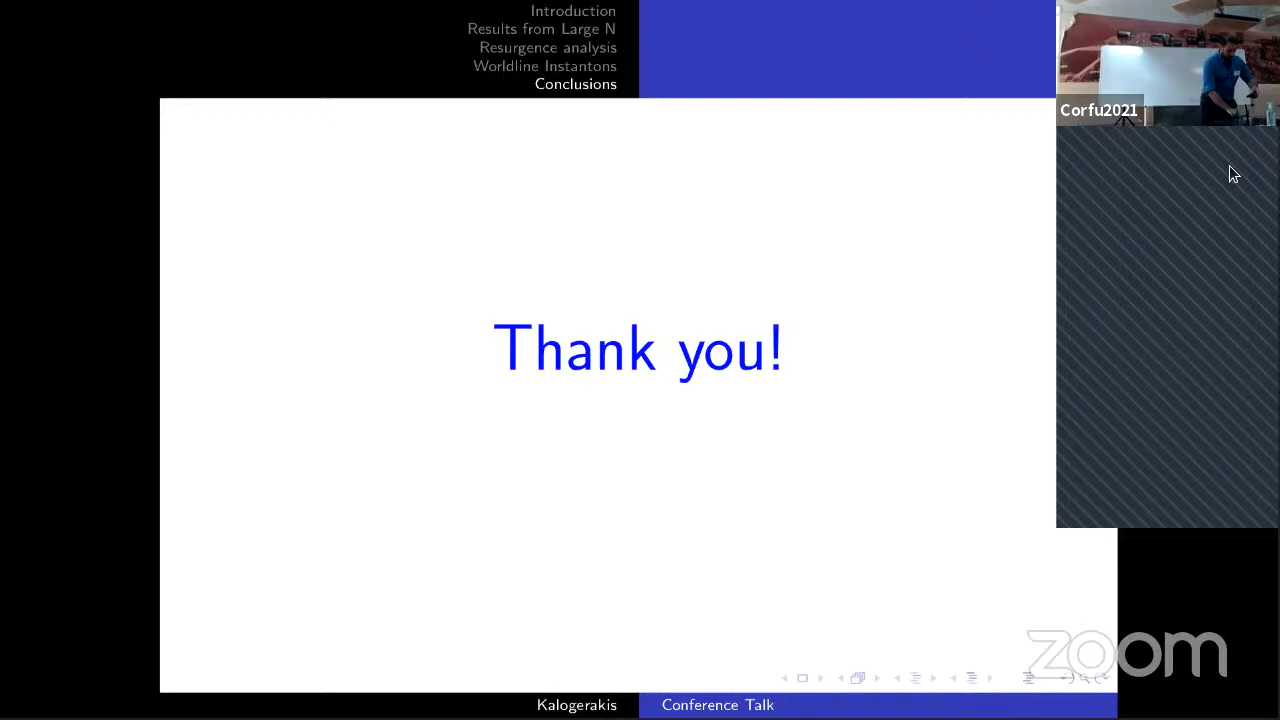 Introduction
Results from Large N
Resurgence analysis
Worldline Instantons
Conclusions
Corfu2021
Thank you!
zoom
Kalogerakis
Conference Talk